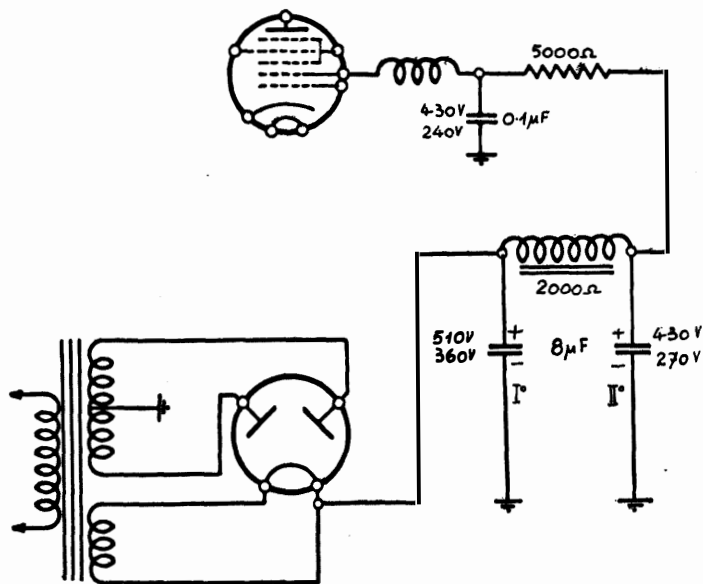 5000Ω
430V
240V
0.1µF
2000Ω
510V
360V
+
8µF
+
430V
270V
−
−
I°
II°